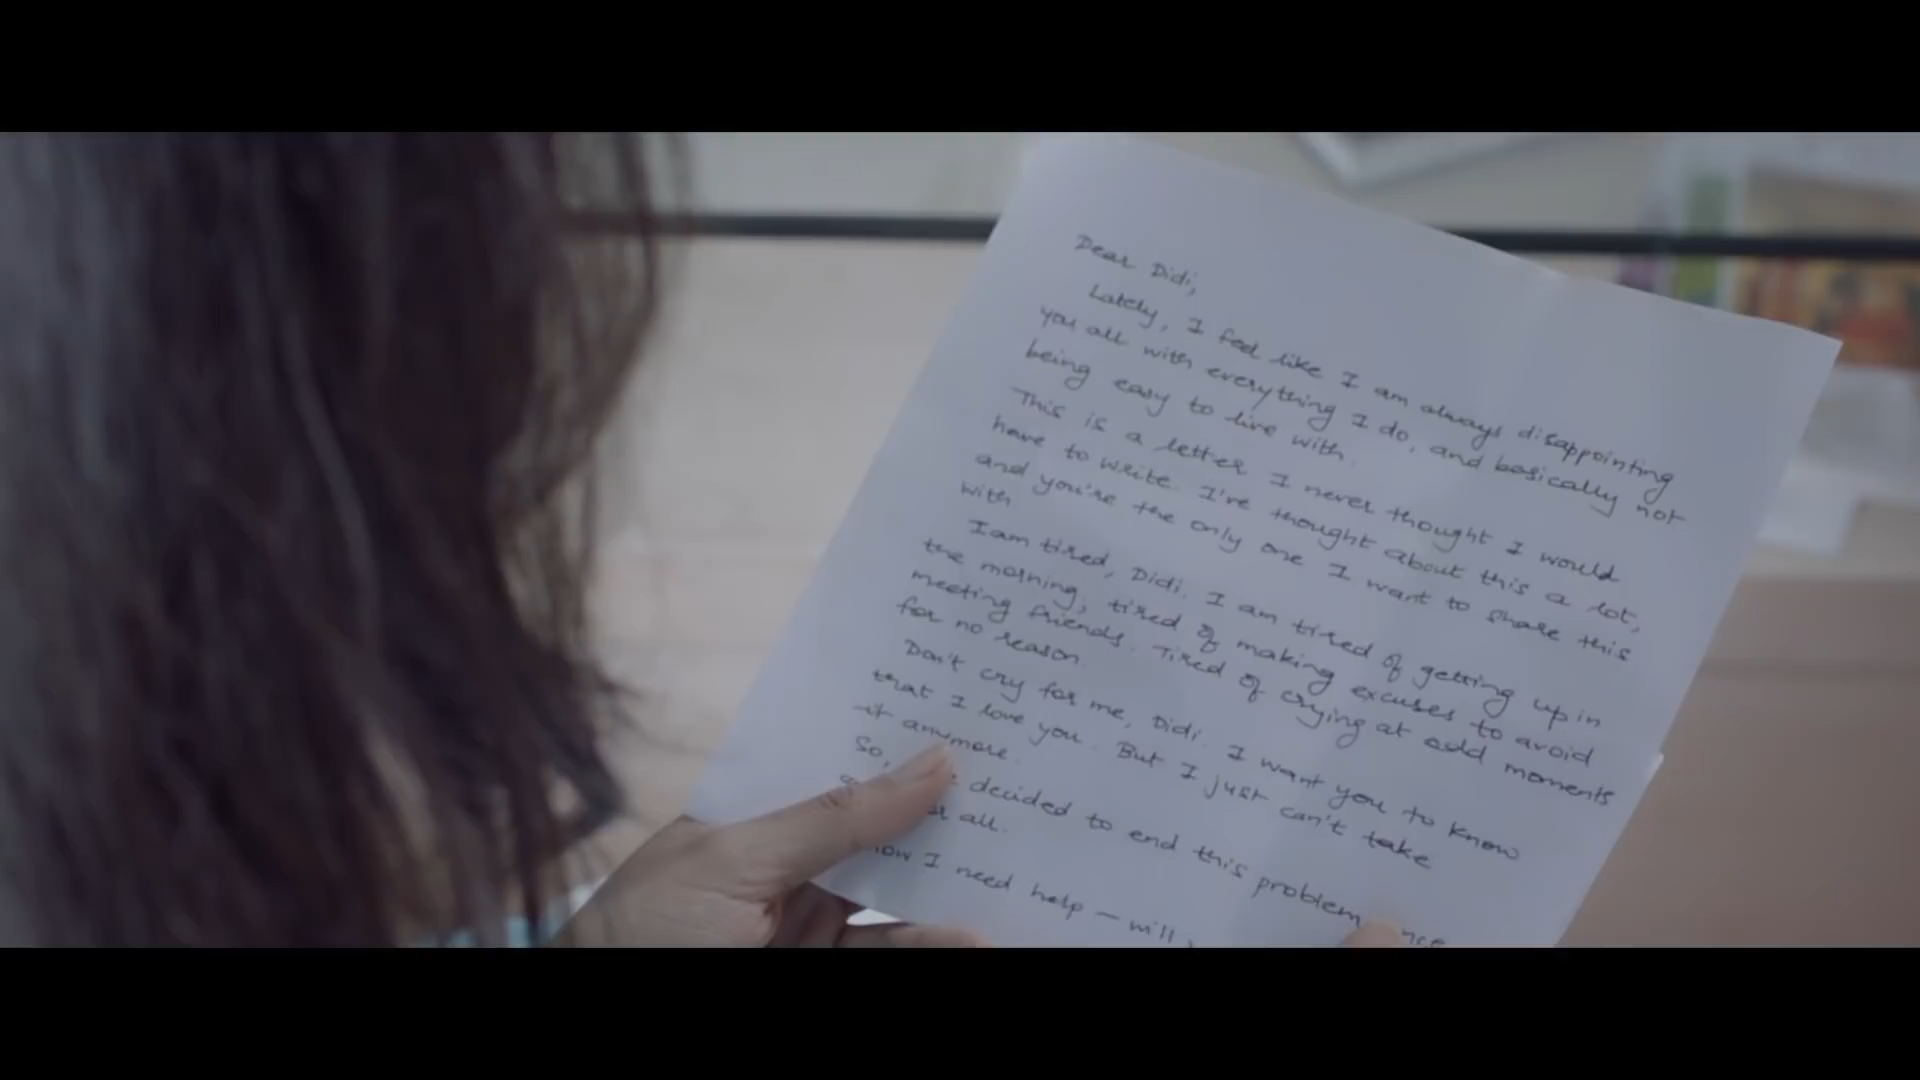 Dear Didi,
Lately, I feel like I am always disappointing
you all with everything I do, and basically not
being easy to live with.
This is a letter I never thought I would
have to write. I've thought about this a lot,
and you're the only one I want to share this
with
I am tired, Didi. I am tired of getting up in
the morning, tired of making excuses to avoid
meeting friends. Tired of crying at odd moments
for no reason.
Don't cry for me, Didi. I want you to know
that I love you. But I just can't take
it anymore.
So, decided to end this problem
all.
I need help – will